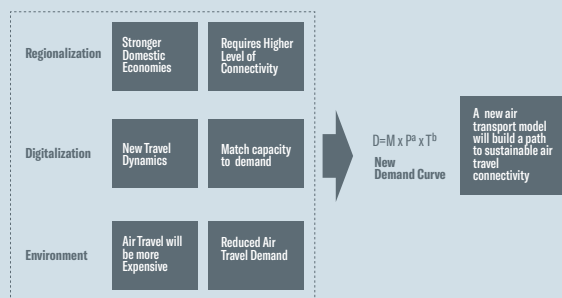 Regionalization
Stronger
Domestic
Economies
Requires Higher
Level of
Connectivity
Digitalization
New Travel
Dynamics
Match capacity
to demand
Environment
Air Travel will
be more
Expensive
Reduced Air
Travel Demand
D=M x Pᵃ x Tᵇ
New
Demand Curve
A new air
transport model
will build a path
to sustainable air
travel
connectivity